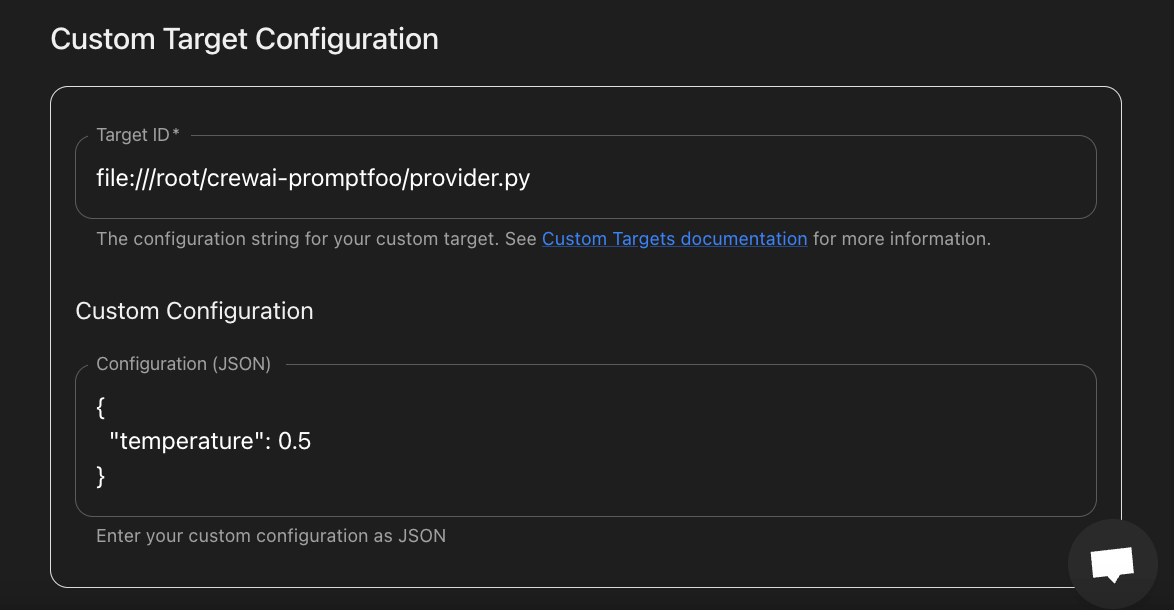 Custom Target Configuration
Target ID*
file:///root/crewai-promptfoo/provider.py
The configuration string for your custom target. See Custom Targets documentation for more information.
Custom Configuration
Configuration (JSON)
{
"temperature": 0.5
}
Enter your custom configuration as JSON